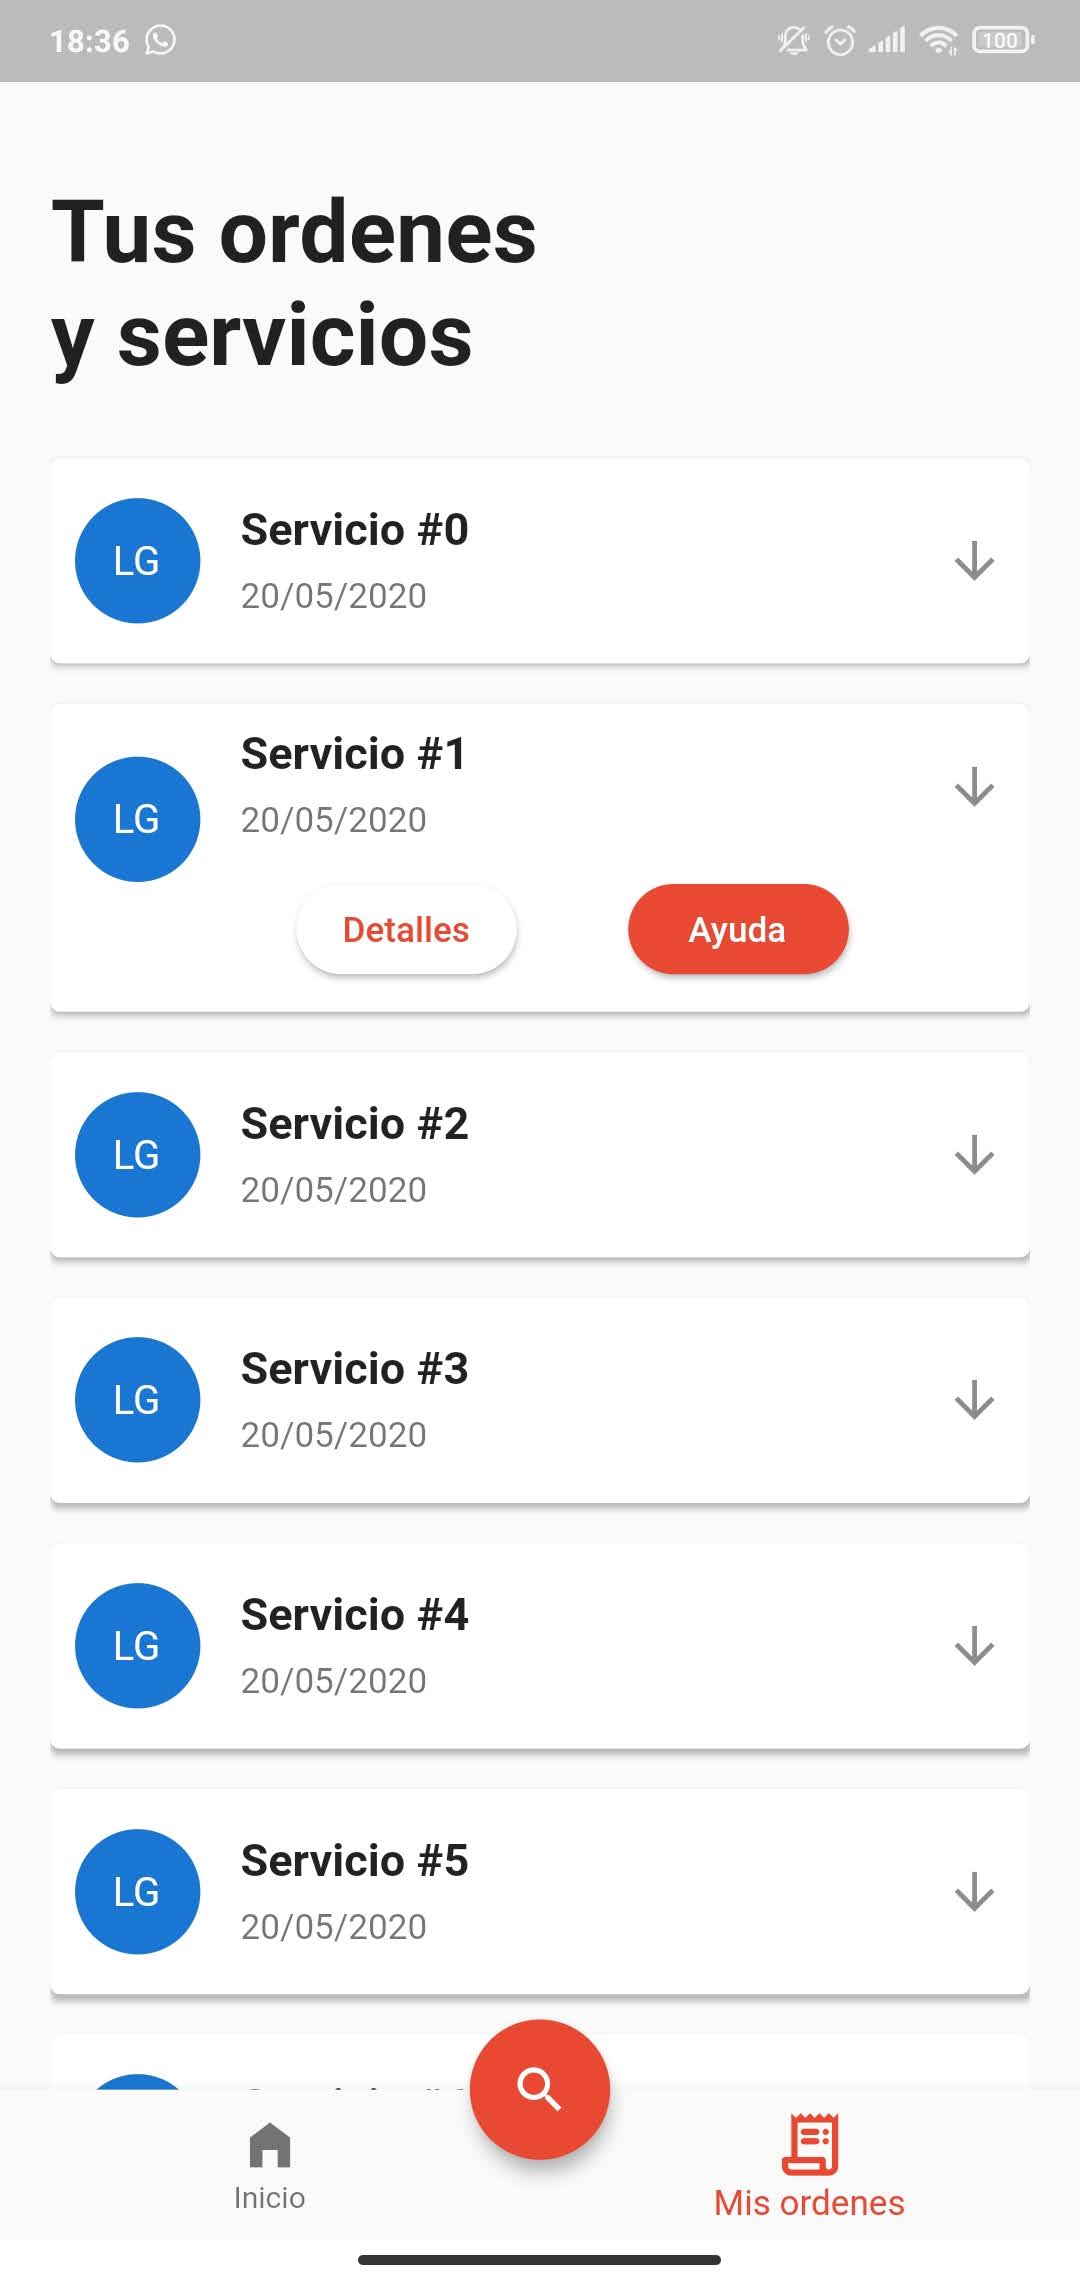 18:36
100
Tus ordenes
y servicios
LG
Servicio #0
20/05/2020
LG
Servicio #1
20/05/2020
Detalles
Ayuda
LG
Servicio #2
20/05/2020
LG
Servicio #3
20/05/2020
LG
Servicio #4
20/05/2020
LG
Servicio #5
20/05/2020
Inicio
Mis ordenes